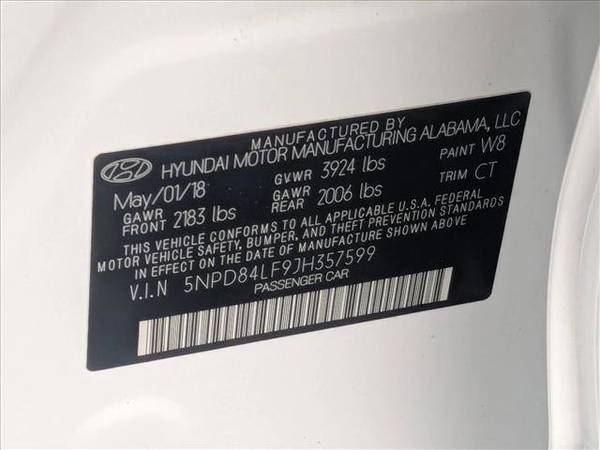 MANUFACTURED BY
HYUNDAI MOTOR MANUFACTURING ALABAMA, LLC
May/01/18 GVWR 3924 lbs PAINT W8
GAWR FRONT 2183 lbs GAWR REAR 2006 lbs TRIM CT
THIS VEHICLE CONFORMS TO ALL APPLICABLE U.S.A. FEDERAL
MOTOR VEHICLE SAFETY, BUMPER, AND THEFT PREVENTION STANDARDS
IN EFFECT ON THE DATE OF MANUFACTURE SHOWN ABOVE.
V.I.N 5NPD84LF9JH357599
PASSENGER CAR